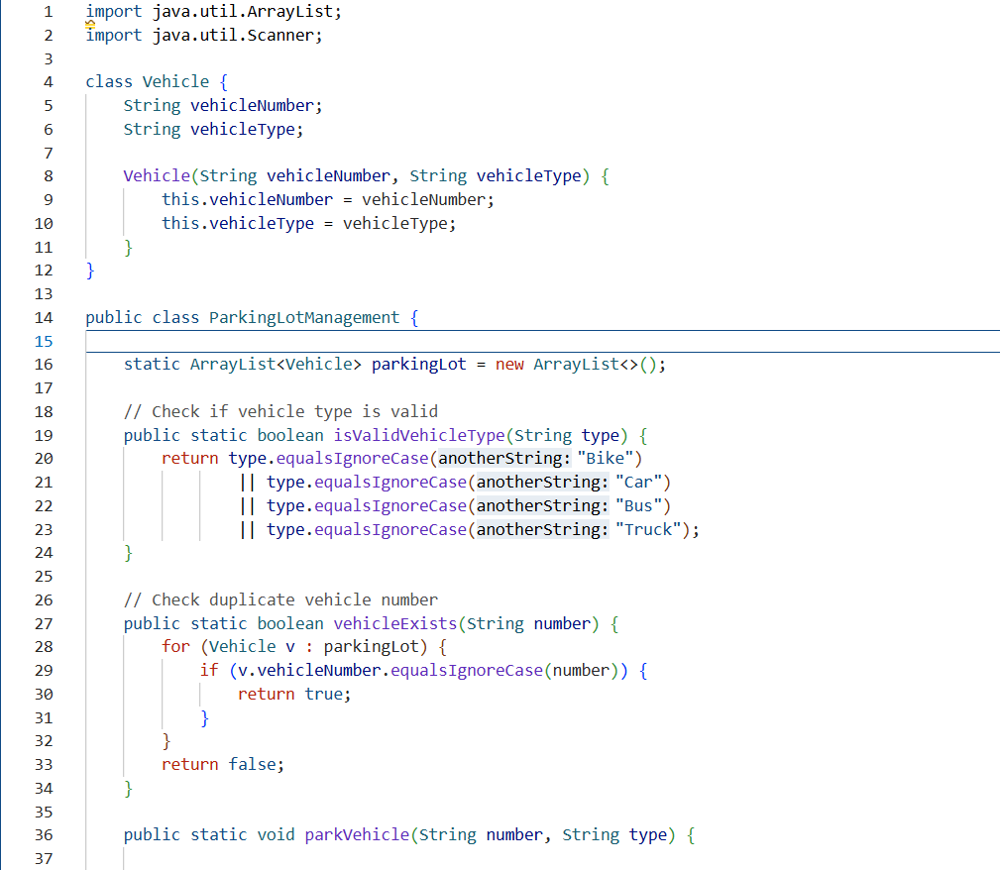 1 import java.util.ArrayList;
2 import java.util.Scanner;
3
4 class Vehicle {
5     String vehicleNumber;
6     String vehicleType;
7
8     Vehicle(String vehicleNumber, String vehicleType) {
9         this.vehicleNumber = vehicleNumber;
10         this.vehicleType = vehicleType;
11     }
12 }
13
14 public class ParkingLotManagement {
15
16     static ArrayList<Vehicle> parkingLot = new ArrayList<>();
17
18     // Check if vehicle type is valid
19     public static boolean isValidVehicleType(String type) {
20         return type.equalsIgnoreCase(anotherString: "Bike")
21                 || type.equalsIgnoreCase(anotherString: "Car")
22                 || type.equalsIgnoreCase(anotherString: "Bus")
23                 || type.equalsIgnoreCase(anotherString: "Truck");
24     }
25
26     // Check duplicate vehicle number
27     public static boolean vehicleExists(String number) {
28         for (Vehicle v : parkingLot) {
29             if (v.vehicleNumber.equalsIgnoreCase(number)) {
30                 return true;
31             }
32         }
33         return false;
34     }
35
36     public static void parkVehicle(String number, String type) {
37